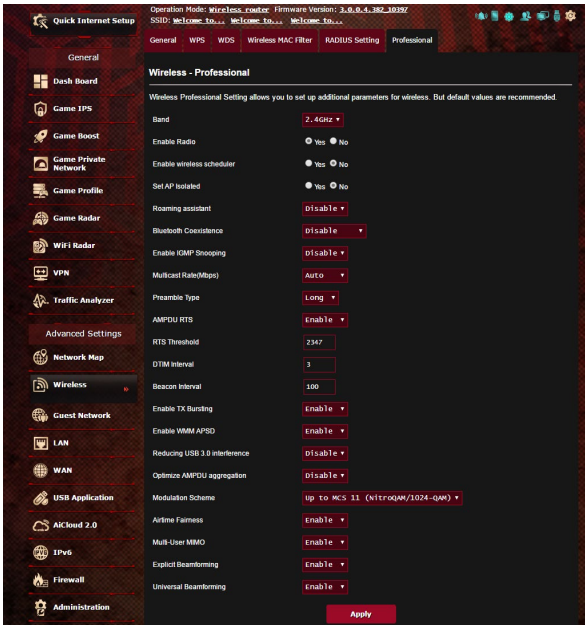 Quick Internet Setup
Operation Mode: Wireless router Firmware Version: 3.0.0.4.382_10397
SSID: Welcome to... Welcome to... Welcome to...
General WPS WDS Wireless MAC Filter RADIUS Setting Professional
General
Dash Board
Game IPS
Game Boost
Game Private
Network
Game Profile
Game Radar
WiFi Radar
VPN
Traffic Analyzer
Advanced Settings
Network Map
Wireless
Guest Network
LAN
WAN
USB Application
AiCloud 2.0
IPv6
Firewall
Administration
Wireless - Professional
Wireless Professional Setting allows you to set up additional parameters for wireless. But default values are recommended.
Band 2.4GHz
Enable Radio Yes No
Enable wireless scheduler Yes No
Set AP Isolated Yes No
Roaming assistant Disable
Bluetooth Coexistence Disable
Enable IGMP Snooping Disable
Multicast Rate(Mbps) Auto
Preamble Type Long
AMPDU RTS Enable
RTS Threshold 2347
DTIM Interval 3
Beacon Interval 100
Enable TX Bursting Enable
Enable WMM APSD Enable
Reducing USB 3.0 interference Disable
Optimize AMPDU aggregation Disable
Modulation Scheme Up to MCS 11 (NitroQAM/1024-QAM)
Airtime Fairness Enable
Multi-User MIMO Enable
Explicit Beamforming Enable
Universal Beamforming Enable
Apply